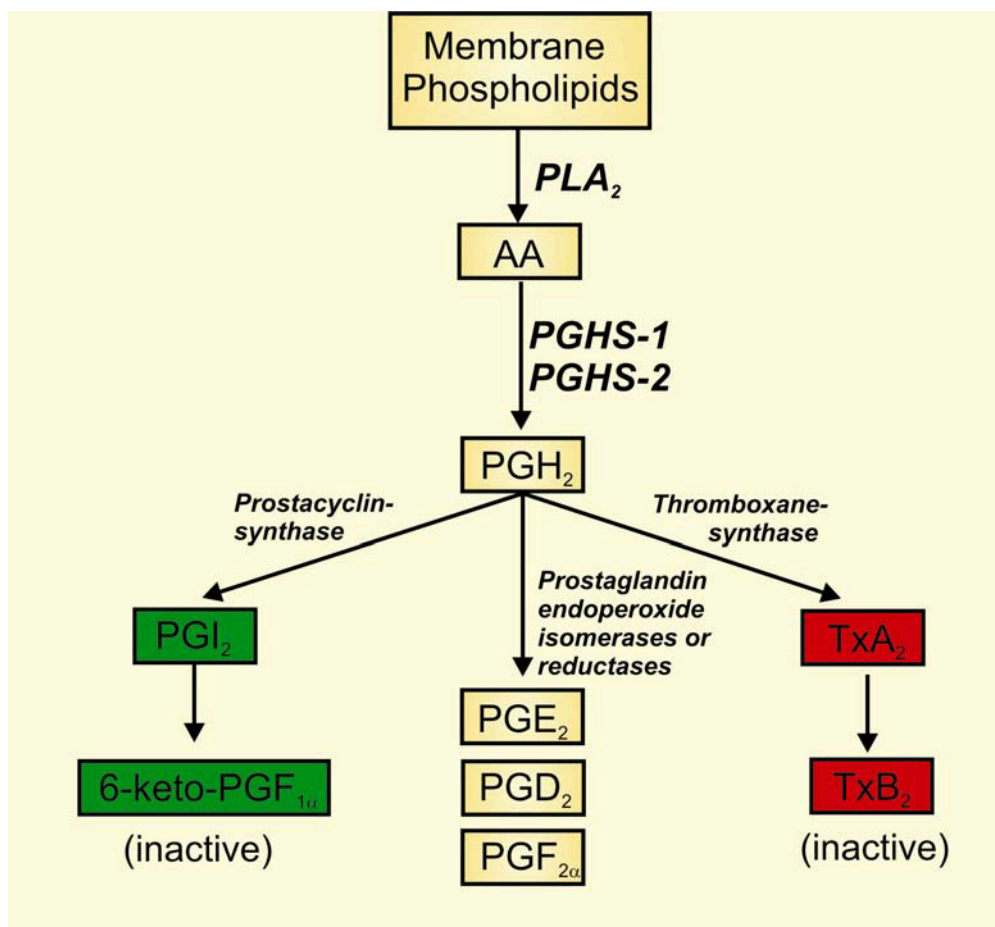 Membrane
Phospholipids
PLA₂
AA
PGHS-1
PGHS-2
PGH₂
Prostacyclin-
synthase
Thromboxane-
synthase
Prostaglandin
endoperoxide
isomerases or
reductases
PGI₂
TxA₂
PGE₂
6-keto-PGF₁α
PGD₂
TxB₂
(inactive)
PGF₂α
(inactive)